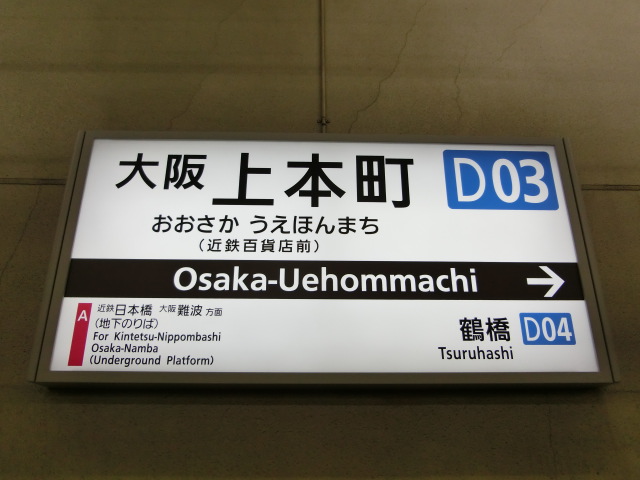 大阪上本町 D03
おおさか うえほんまち
(近鉄百貨店前)
Osaka-Uehommachi →
A 近鉄日本橋 大阪難波 方面
(地下のりば)
For Kintetsu-Nippombashi
Osaka-Namba
(Underground Platform)
鶴橋 D04
Tsuruhashi